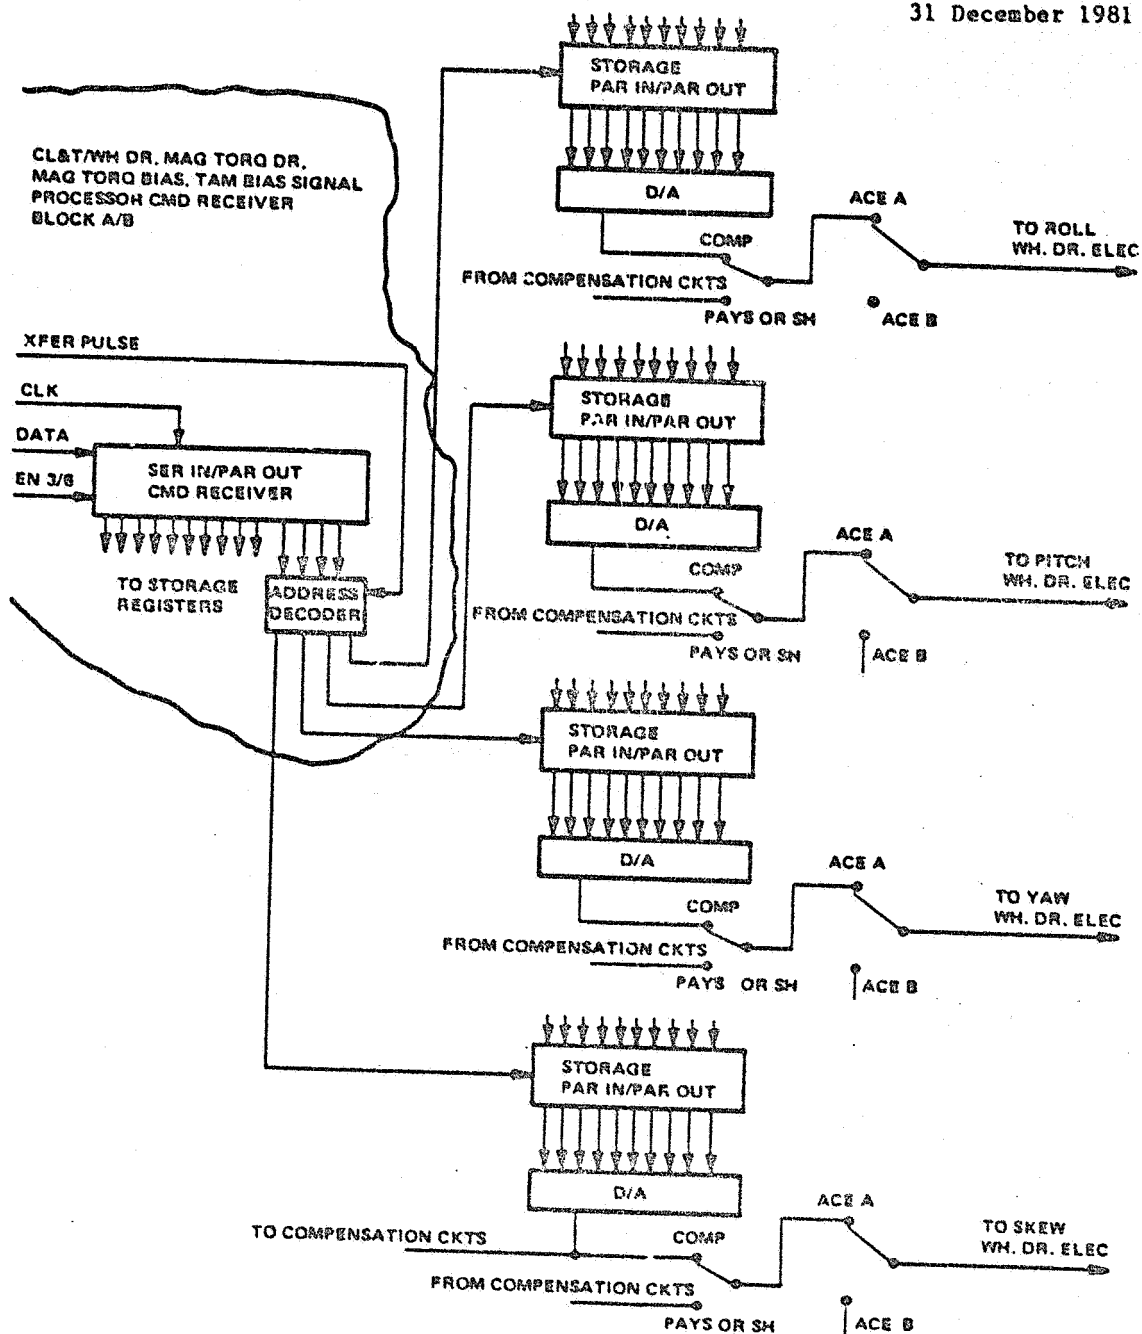 31 December 1981
STORAGE
PAR IN/PAR OUT
CL&T/WH DR, MAG TORQ DR,
MAG TORQ BIAS, TAM BIAS SIGNAL
PROCESSOR CMD RECEIVER
BLOCK A/B
D/A
ACE A
COMP
TO ROLL
WH. DR. ELEC
FROM COMPENSATION CKTS
PAYS OR SH
ACE B
XFER PULSE
CLK
DATA
EN 3/6
SER IN/PAR OUT
CMD RECEIVER
TO STORAGE
REGISTERS
ADDRESS
DECODER
STORAGE
PAR IN/PAR OUT
D/A
ACE A
COMP
TO PITCH
WH. DR. ELEC
FROM COMPENSATION CKTS
PAYS OR SH
ACE B
STORAGE
PAR IN/PAR OUT
D/A
ACE A
COMP
TO YAW
WH. DR. ELEC
FROM COMPENSATION CKTS
PAYS OR SH
ACE B
STORAGE
PAR IN/PAR OUT
D/A
ACE A
TO COMPENSATION CKTS
COMP
TO SKEW
WH. DR. ELEC
FROM COMPENSATION CKTS
PAYS OR SH
ACE B